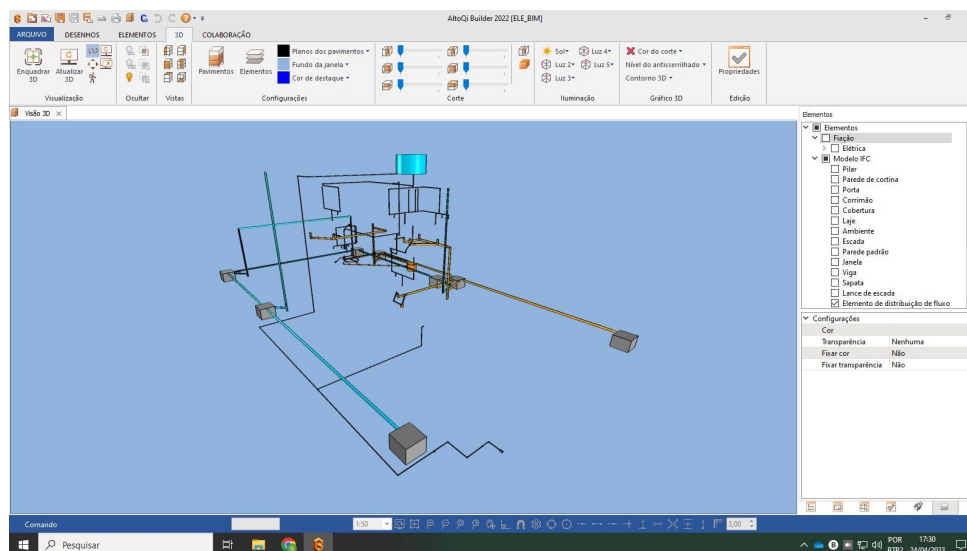 AltoQi Builder 2022 [ELE_BIM]
ARQUIVO DESENHOS ELEMENTOS 3D COLABORAÇÃO
Enquadrar 3D
Atualizar 3D
Pavimentos
Elementos
Planos dos pavimentos
Fundo da janela
Cor de destaque
Sol
Luz 2
Luz 3
Luz 4
Luz 5
Cor do corte
Nível do antisserrilhado
Contorno 3D
Propriedades
Visualização Ocultar Vistas Configurações Corte Iluminação Gráfico 3D Edição
Visão 3D
Elementos
Elementos
Fiação
Elétrica
Modelo IFC
Pilar
Parede de cortina
Porta
Corrimão
Cobertura
Laje
Ambiente
Escada
Parede padrão
Janela
Viga
Sapata
Lance de escada
Elemento de distribuição de fluxo
Configurações
Cor
Transparência Nenhuma
Fixar cor Não
Fixar transparência Não
Comando 1:50 3,00
Pesquisar
POR 17:30
PTB2 24/04/2023